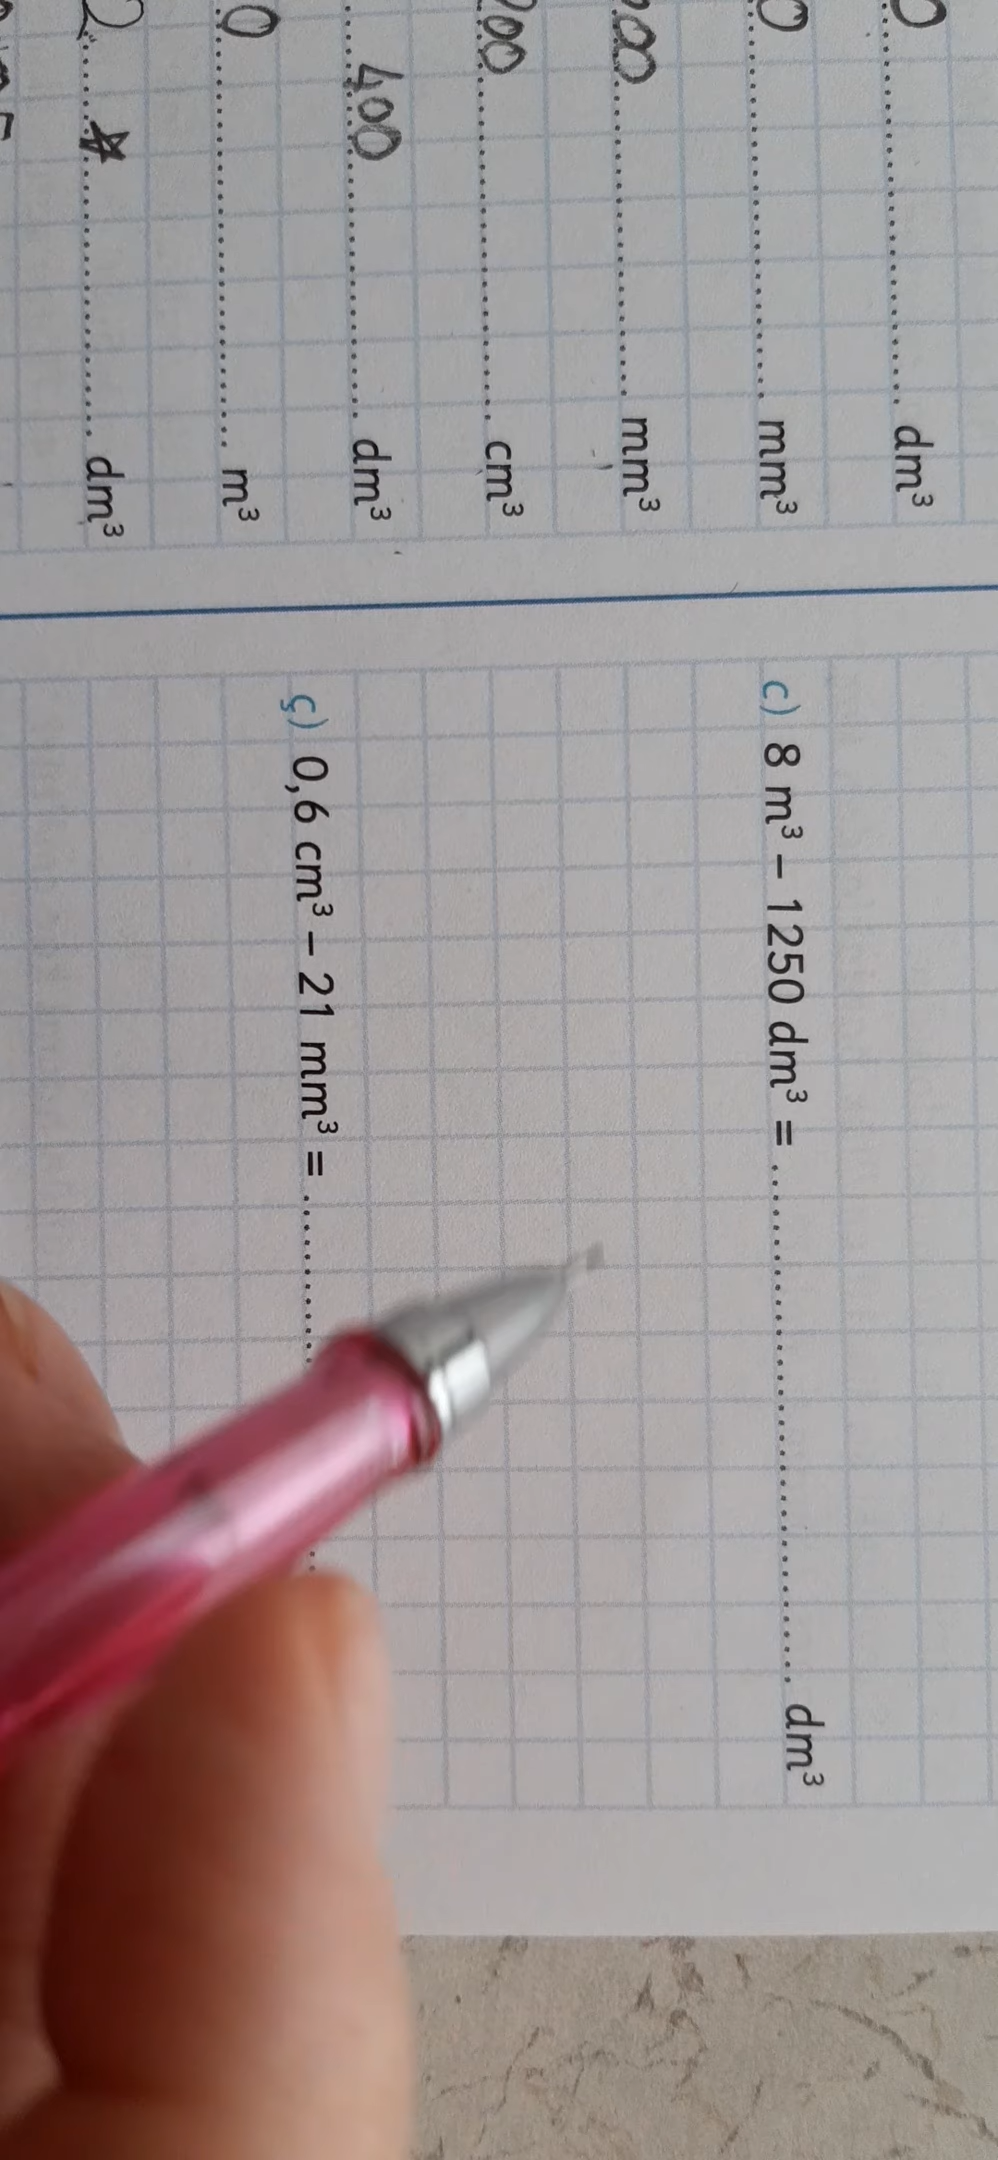 dm³
mm³
mm³
cm³
400 dm³
m³
dm³
c) 8 m³ – 1250 dm³ = .................... dm³
ç) 0,6 cm³ – 21 mm³ = ..........